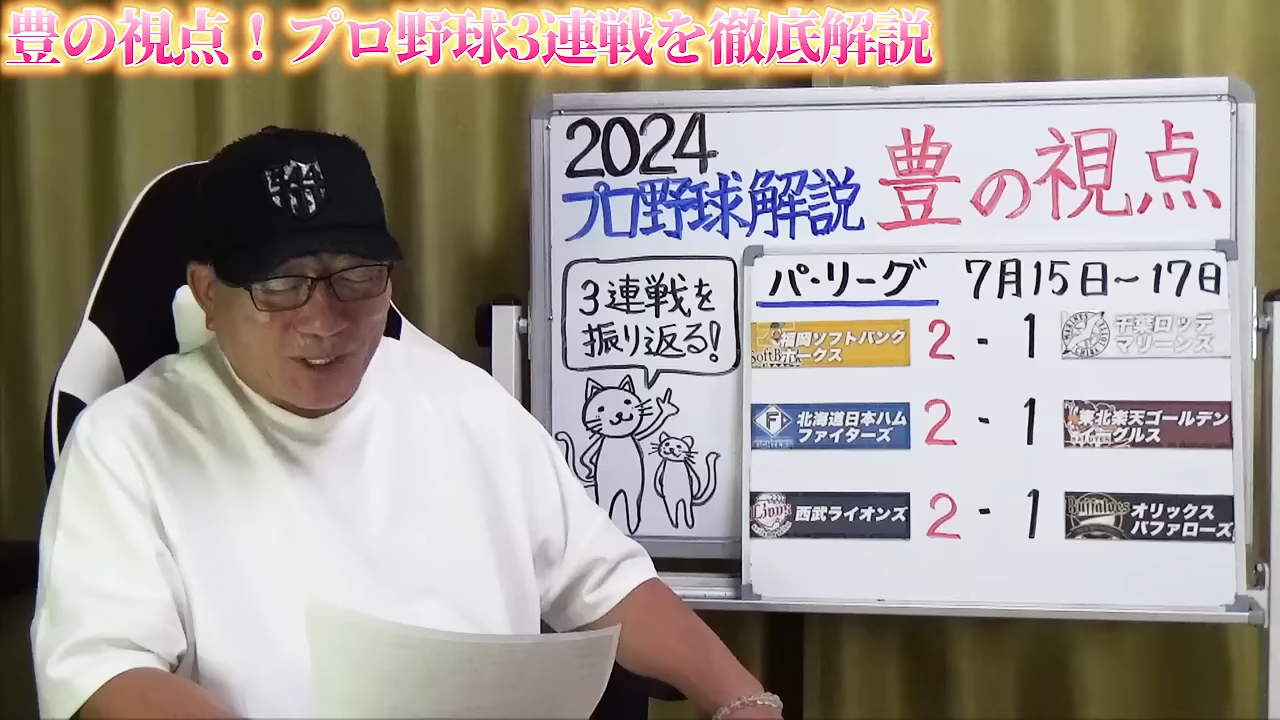 豊の視点！プロ野球3連戦を徹底解説
2024
プロ野球解説 豊の視点
3連戦を
振り返る!
パ・リーグ 7月15日〜17日
福岡ソフトバンク
ホークス
2 - 1
千葉ロッテ
マリーンズ
北海道日本ハム
ファイターズ
2 - 1
東北楽天ゴールデン
グルス
西武ライオンズ
2 - 1
Buffaloes
オリックス
バファローズ